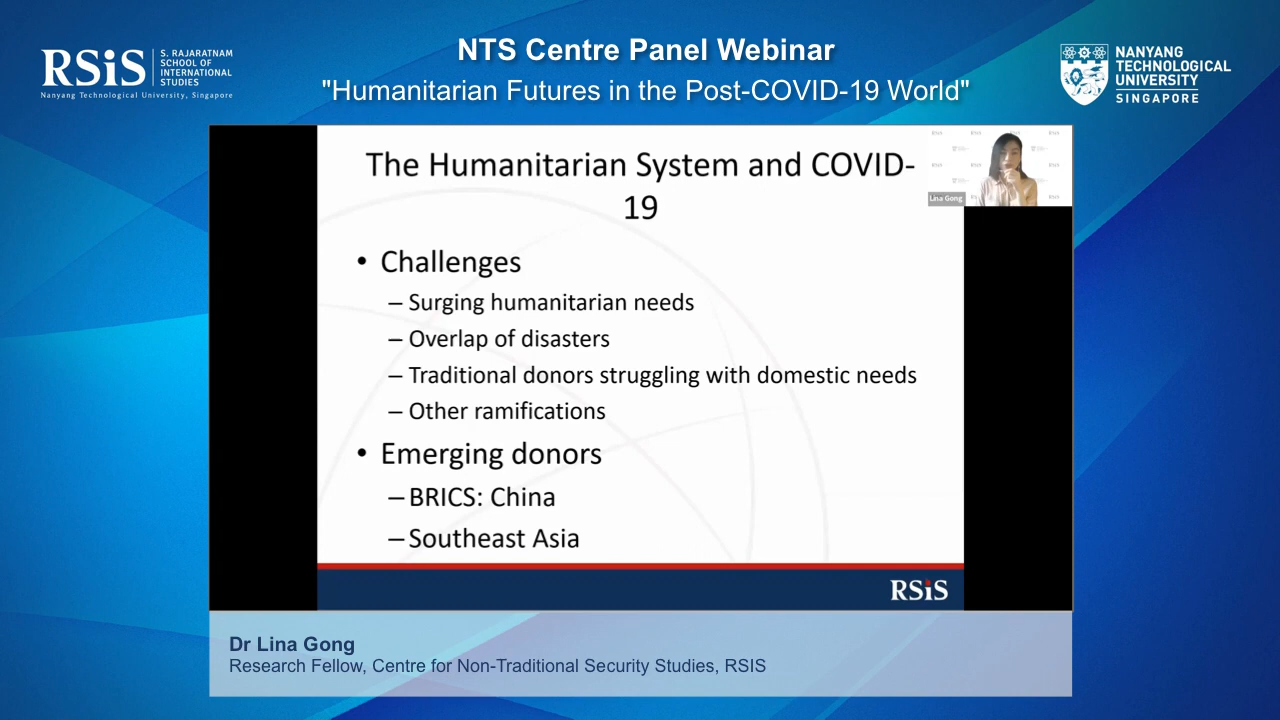 RSiS
S. RAJARATNAM
SCHOOL OF
INTERNATIONAL
STUDIES
Nanyang Technological University, Singapore
NTS Centre Panel Webinar
"Humanitarian Futures in the Post-COVID-19 World"
NANYANG
TECHNOLOGICAL
UNIVERSITY
SINGAPORE
The Humanitarian System and COVID-
19
• Challenges
– Surging humanitarian needs
– Overlap of disasters
– Traditional donors struggling with domestic needs
– Other ramifications
• Emerging donors
– BRICS: China
– Southeast Asia
RSiS
Lina Gong
Dr Lina Gong
Research Fellow, Centre for Non-Traditional Security Studies, RSIS